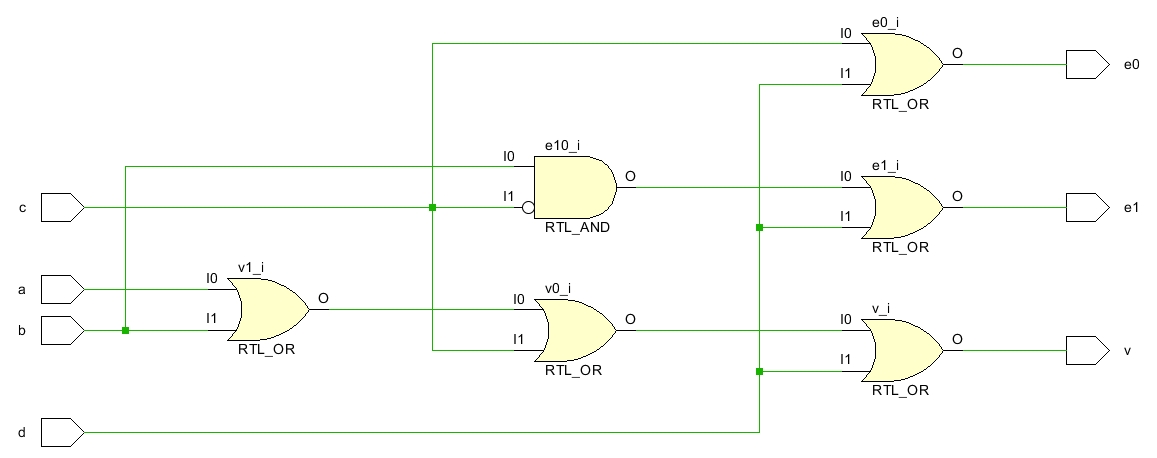 e0_i
I0
I1
O
RTL_OR
e0
e10_i
I0
I1
O
RTL_AND
e1_i
I0
I1
O
RTL_OR
e1
c
a
b
v1_i
I0
I1
O
RTL_OR
v0_i
I0
I1
O
RTL_OR
v_i
I0
I1
O
RTL_OR
v
d